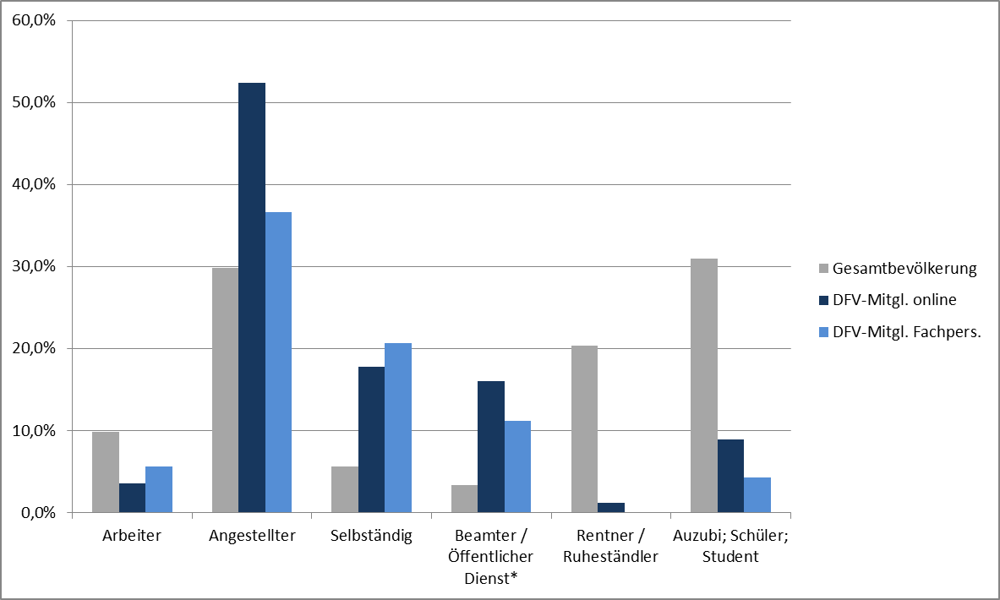 60,0%
50,0%
40,0%
30,0%
20,0%
10,0%
0,0%
Arbeiter
Angestellter
Selbständig
Beamter /
Öffentlicher
Dienst*
Rentner /
Ruheständler
Auzubi; Schüler;
Student
Gesamtbevölkerung
DFV-Mitgl. online
DFV-Mitgl. Fachpers.